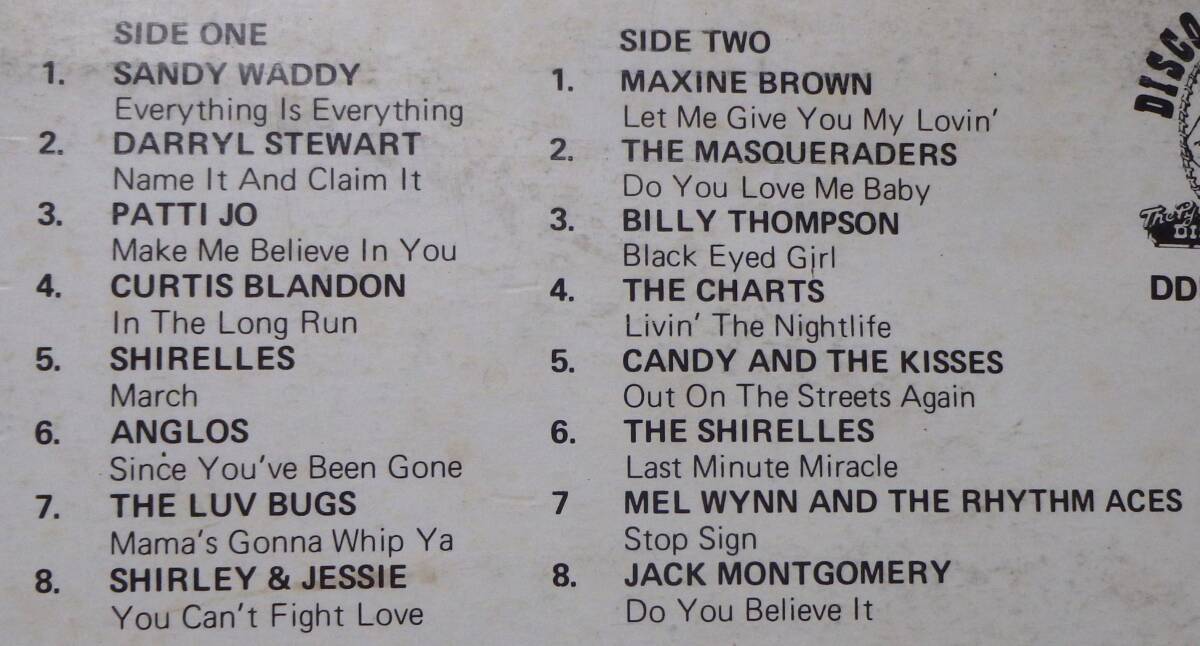 SIDE ONE
1. SANDY WADDY
Everything Is Everything
2. DARRYL STEWART
Name It And Claim It
3. PATTI JO
Make Me Believe In You
4. CURTIS BLANDON
In The Long Run
5. SHIRELLES
March
6. ANGLOS
Since You've Been Gone
7. THE LUV BUGS
Mama's Gonna Whip Ya
8. SHIRLEY & JESSIE
You Can't Fight Love
SIDE TWO
1. MAXINE BROWN
Let Me Give You My Lovin'
2. THE MASQUERADERS
Do You Love Me Baby
3. BILLY THOMPSON
Black Eyed Girl
4. THE CHARTS
Livin' The Nightlife
5. CANDY AND THE KISSES
Out On The Streets Again
6. THE SHIRELLES
Last Minute Miracle
7 MEL WYNN AND THE RHYTHM ACES
Stop Sign
8. JACK MONTGOMERY
Do You Believe It
DISCO
DD